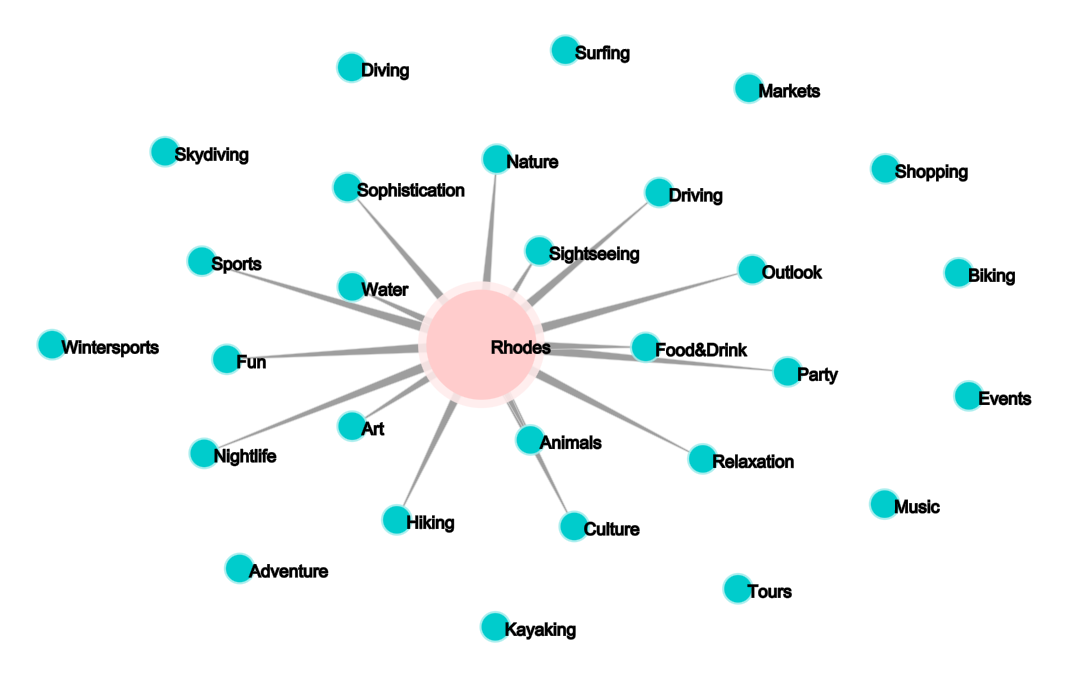 Surfing
Diving
Markets
Skydiving
Nature
Shopping
Sophistication
Driving
Sightseeing
Sports
Outlook
Biking
Water
Wintersports
Rhodes
Food&Drink
Fun
Party
Events
Art
Animals
Nightlife
Relaxation
Music
Hiking
Culture
Adventure
Tours
Kayaking